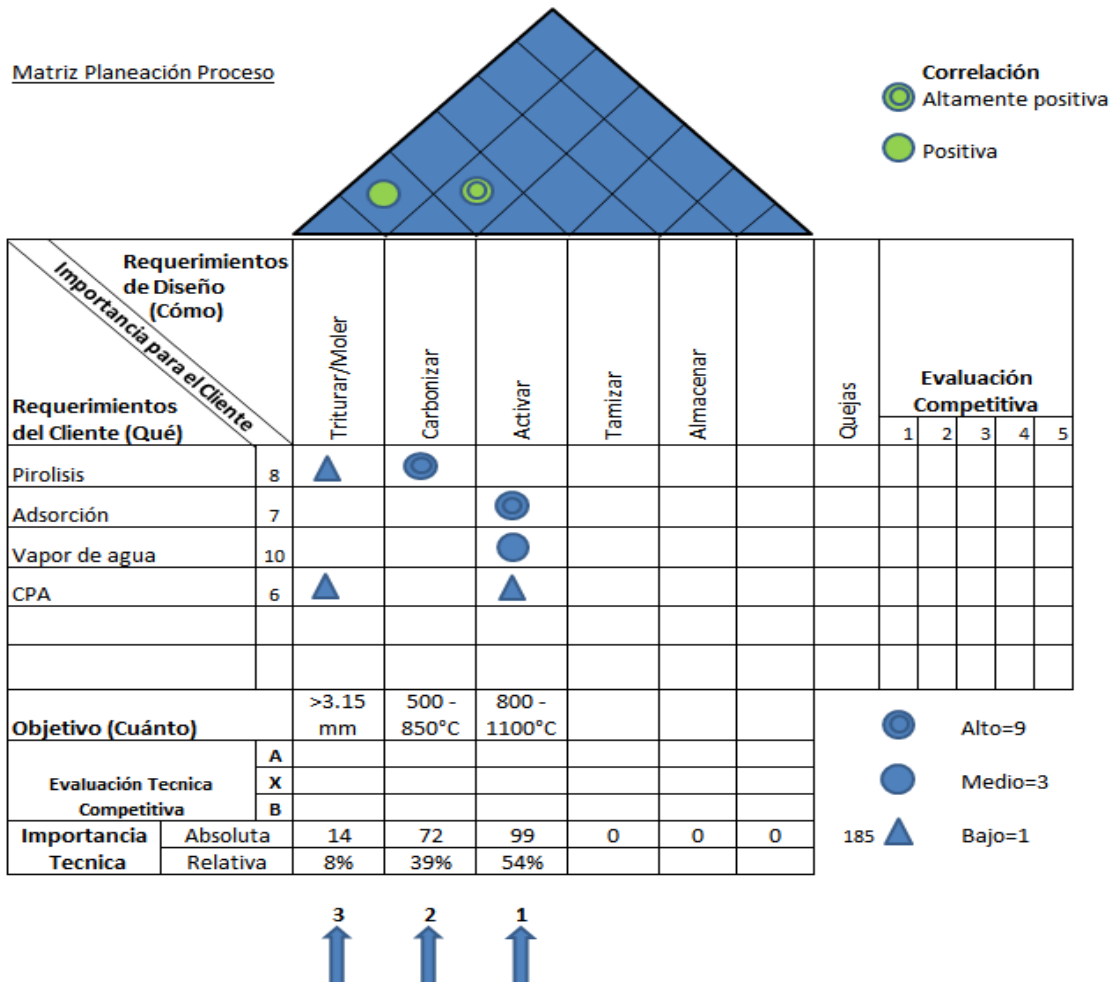 Matriz Planeación Proceso
Correlación
Altamente positiva
Positiva
Requerimientos
de Diseño
(Cómo)
Importancia para el Cliente
Requerimientos
del Cliente (Qué)
Triturar/Moler
Carbonizar
Activar
Tamizar
Almacenar
Quejas
Evaluación
Competitiva
1 2 3 4 5
Pirolisis 8
Adsorción 7
Vapor de agua 10
CPA 6
Objetivo (Cuánto)
>3.15 mm
500 - 850°C
800 - 1100°C
Evaluación Tecnica
Competitiva
A
X
B
Alto=9
Medio=3
Bajo=1
Importancia
Tecnica
Absoluta 14 72 99 0 0 0 185
Relativa 8% 39% 54%
3 2 1